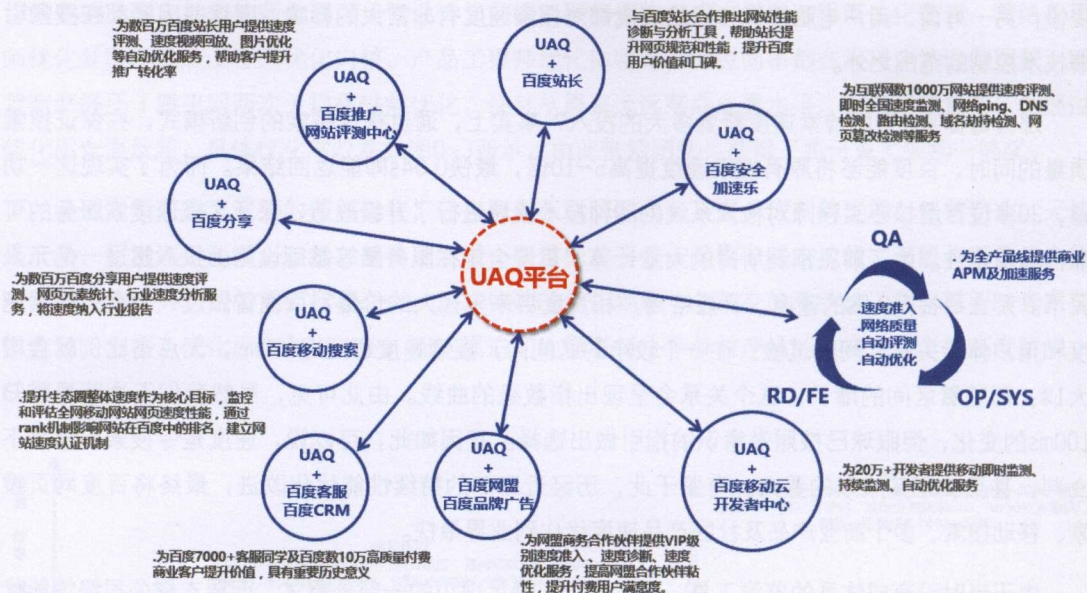 .为数百万百度站长用户提供速度
评测、速度视频回放、图片优化
等自动优化服务，帮助客户提升
推广转化率
UAQ
+
百度推广
网站评测中心
UAQ
+
百度站长
.与百度站长合作推出网站性能
诊断与分析工具，帮助站长提
升网页规范和性能，提升百度
用户价值和口碑。
UAQ
+
百度安全
加速乐
.为互联网数1000万网站提供速度评测，
即时全国速度监测、网络ping、DNS
检测、路由检测、域名劫持检测、网
页篡改检测等服务
UAQ
+
百度分享
.为数百万百度分享用户提供速度评
测、网页元素统计、行业速度分析服
务，将速度纳入行业报告
UAQ平台
QA
.速度准入
.网络质量
.自动评测
.自动优化
RD/FE
OP/SYS
.为全产品线提供商业
APM及加速服务
UAQ
+
百度移动搜索
.提升生态圈整体速度作为核心目标，监控
和评估全网移动网站网页速度性能，通过
rank机制影响网站在百度中的排名，建立网
站速度认证机制
UAQ
+
百度客服
百度CRM
.为百度7000+客服同学及百度数10万高质量付费
商业客户提升价值，具有重要历史意义
UAQ
+
百度网盟
百度品牌广告
.为网盟商务合作伙伴提供VIP级
别速度准入、、速度诊断、速度
优化服务，提高网盟合作伙伴粘
性，提升付费用户满意度。
UAQ
+
百度移动云
开发者中心
.为20万+开发者提供移动即时监测、
持续监测、自动优化服务